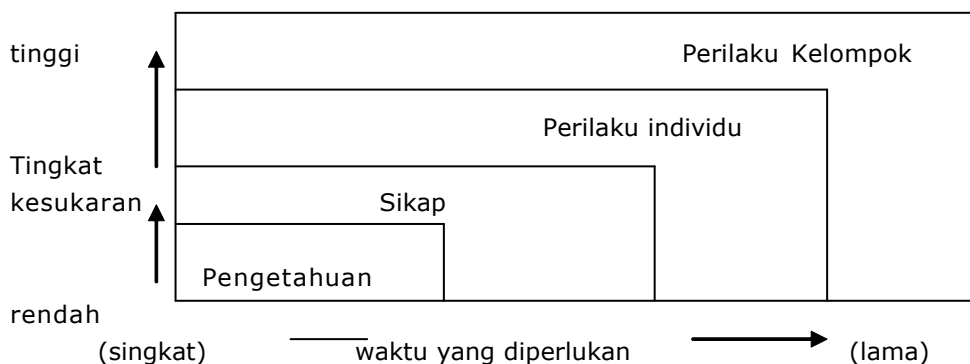 tinggi Perilaku Kelompok
Perilaku individu
Tingkat
kesukaran Sikap
Pengetahuan
rendah
(singkat) waktu yang diperlukan (lama)